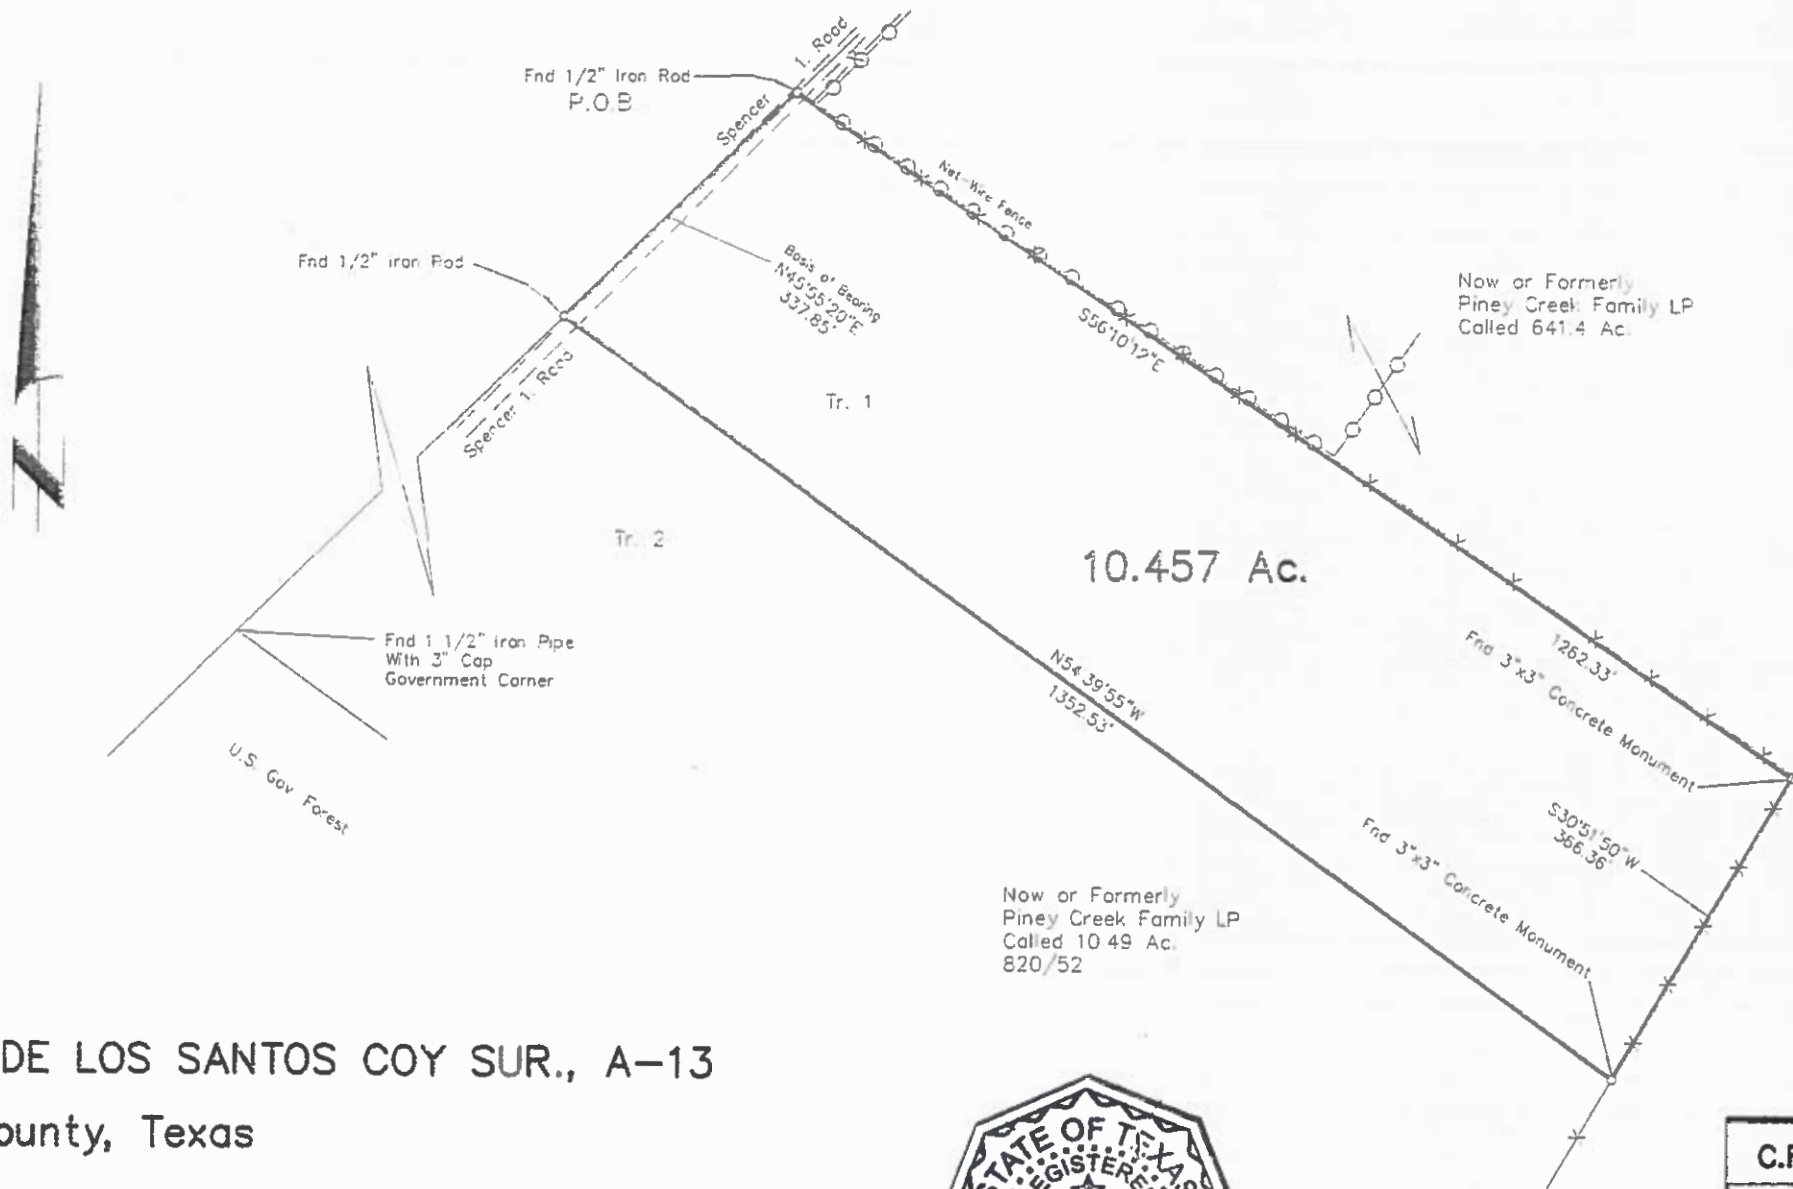 1. Road
Fnd 1/2" Iron Rod
P.O.B
Spencer
Net-Wire Fence
Fnd 1/2" iron Rod
Basis of Bearing
N45°55'20"E
337.85'
Now or Formerly
Piney Creek Family LP
Called 641.4 Ac.
S56°10'12"E
Spencer 1. Road
Tr. 1
Tr. 2
10.457 Ac.
Fnd 1 1/2" iron Pipe
With 3" Cap
Government Corner
1262.33'
Fnd 3"x3" Concrete Monument
N54°39'55"W
1352.53'
U.S. Gov Forest
S30°51'50"W
366.36'
Fnd 3"x3" Concrete Monument
Now or Formerly
Piney Creek Family LP
Called 10.49 Ac.
820/52
DE LOS SANTOS COY SUR., A-13
ounty, Texas
STATE OF TEXAS
REGISTERE